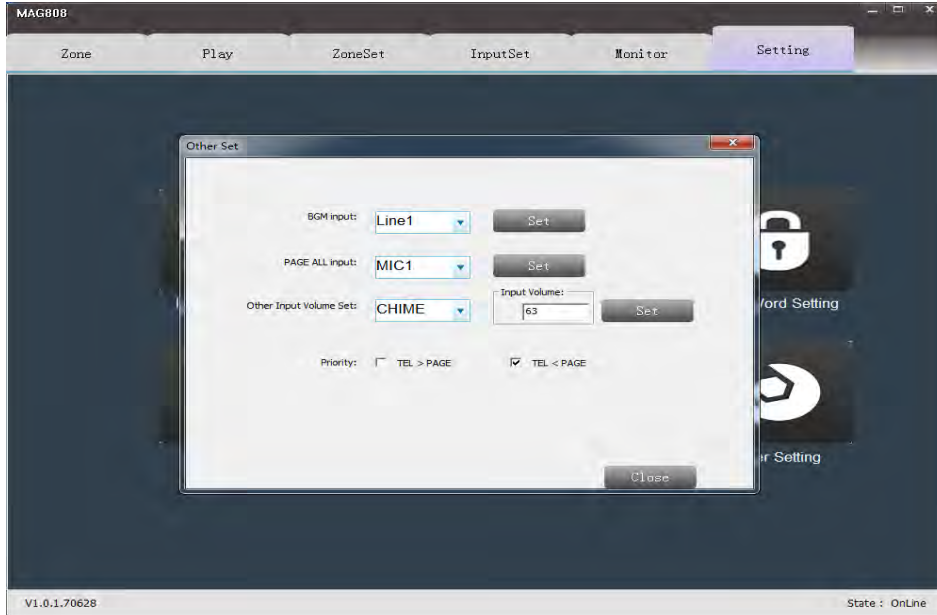 MAG808
Zone Play ZoneSet InputSet Monitor Setting
Other Set
BGM input: Line1 Set
PAGE ALL input: MIC1 Set
Input Volume:
Other Input Volume Set: CHIME 63 Set
Priority: TEL > PAGE TEL < PAGE
Close
Setting
Setting
V1.0.1.70628 State : OnLine